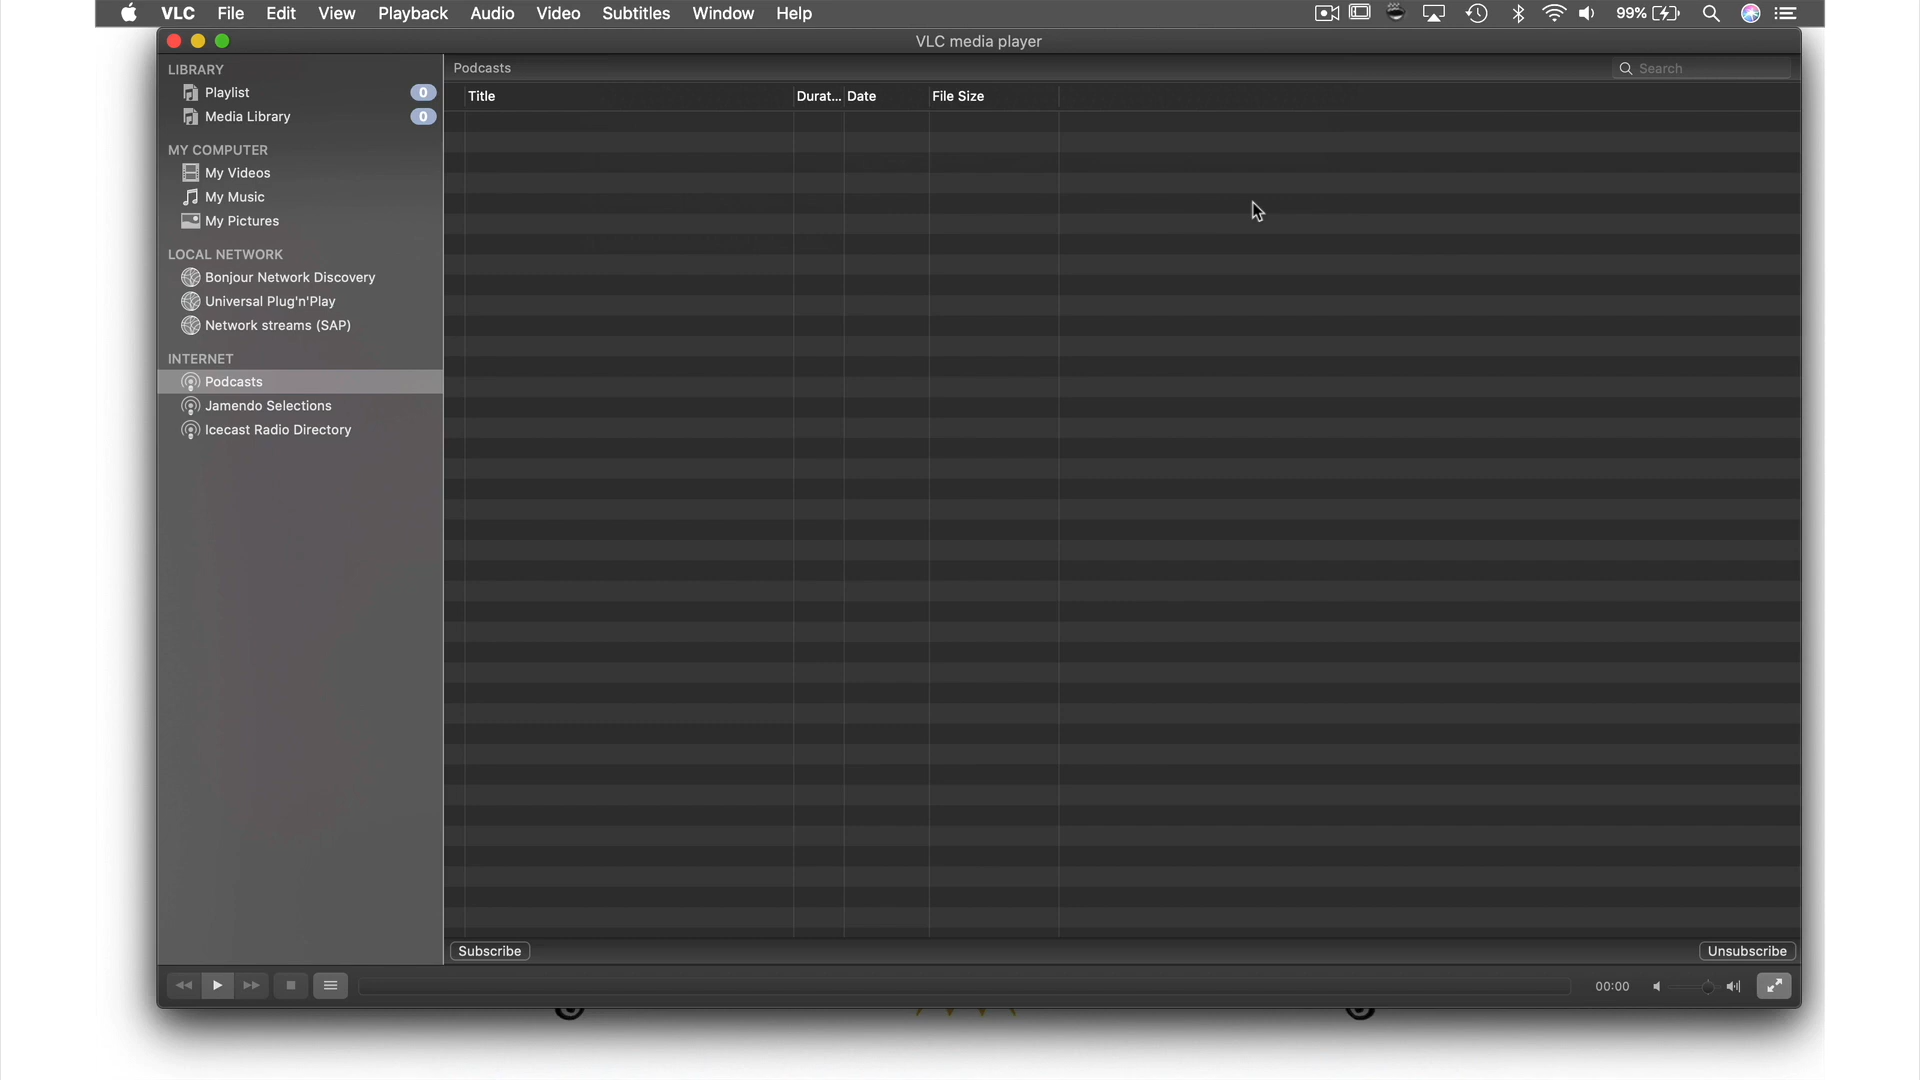 VLC File Edit View Playback Audio Video Subtitles Window Help 99%
VLC media player
LIBRARY
Playlist 0
Media Library 0
MY COMPUTER
My Videos
My Music
My Pictures
LOCAL NETWORK
Bonjour Network Discovery
Universal Plug'n'Play
Network streams (SAP)
INTERNET
Podcasts
Jamendo Selections
Icecast Radio Directory
Podcasts Search
Title Durat... Date File Size
Subscribe Unsubscribe
00:00